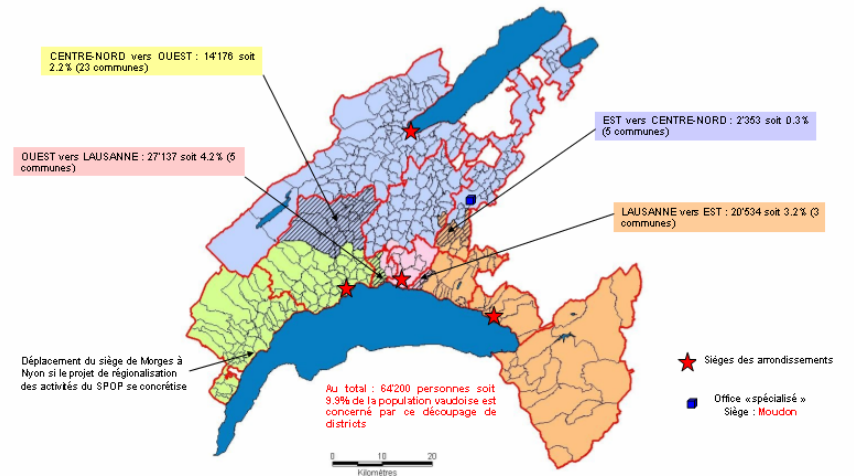 CENTRE-NORD vers OUEST : 14'176 soit
2.2% (23 communes)
EST vers CENTRE-NORD : 2'353 soit 0.3%
(5 communes)
OUEST vers LAUSANNE : 27'137 soit 4.2% (5
communes)
LAUSANNE vers EST : 20'534 soit 3.2% (3
communes)
Déplacement du siège de Morges à
Nyon si le projet de régionalisation
des activités du SPOP se concrétise
Au total : 64'200 personnes soit
9.9% de la population vaudoise est
concerné par ce découpage de
districts
Sièges des arrondissements
Office «spécialisé»
Siège : Moudon
0 10 20
Kilomètres